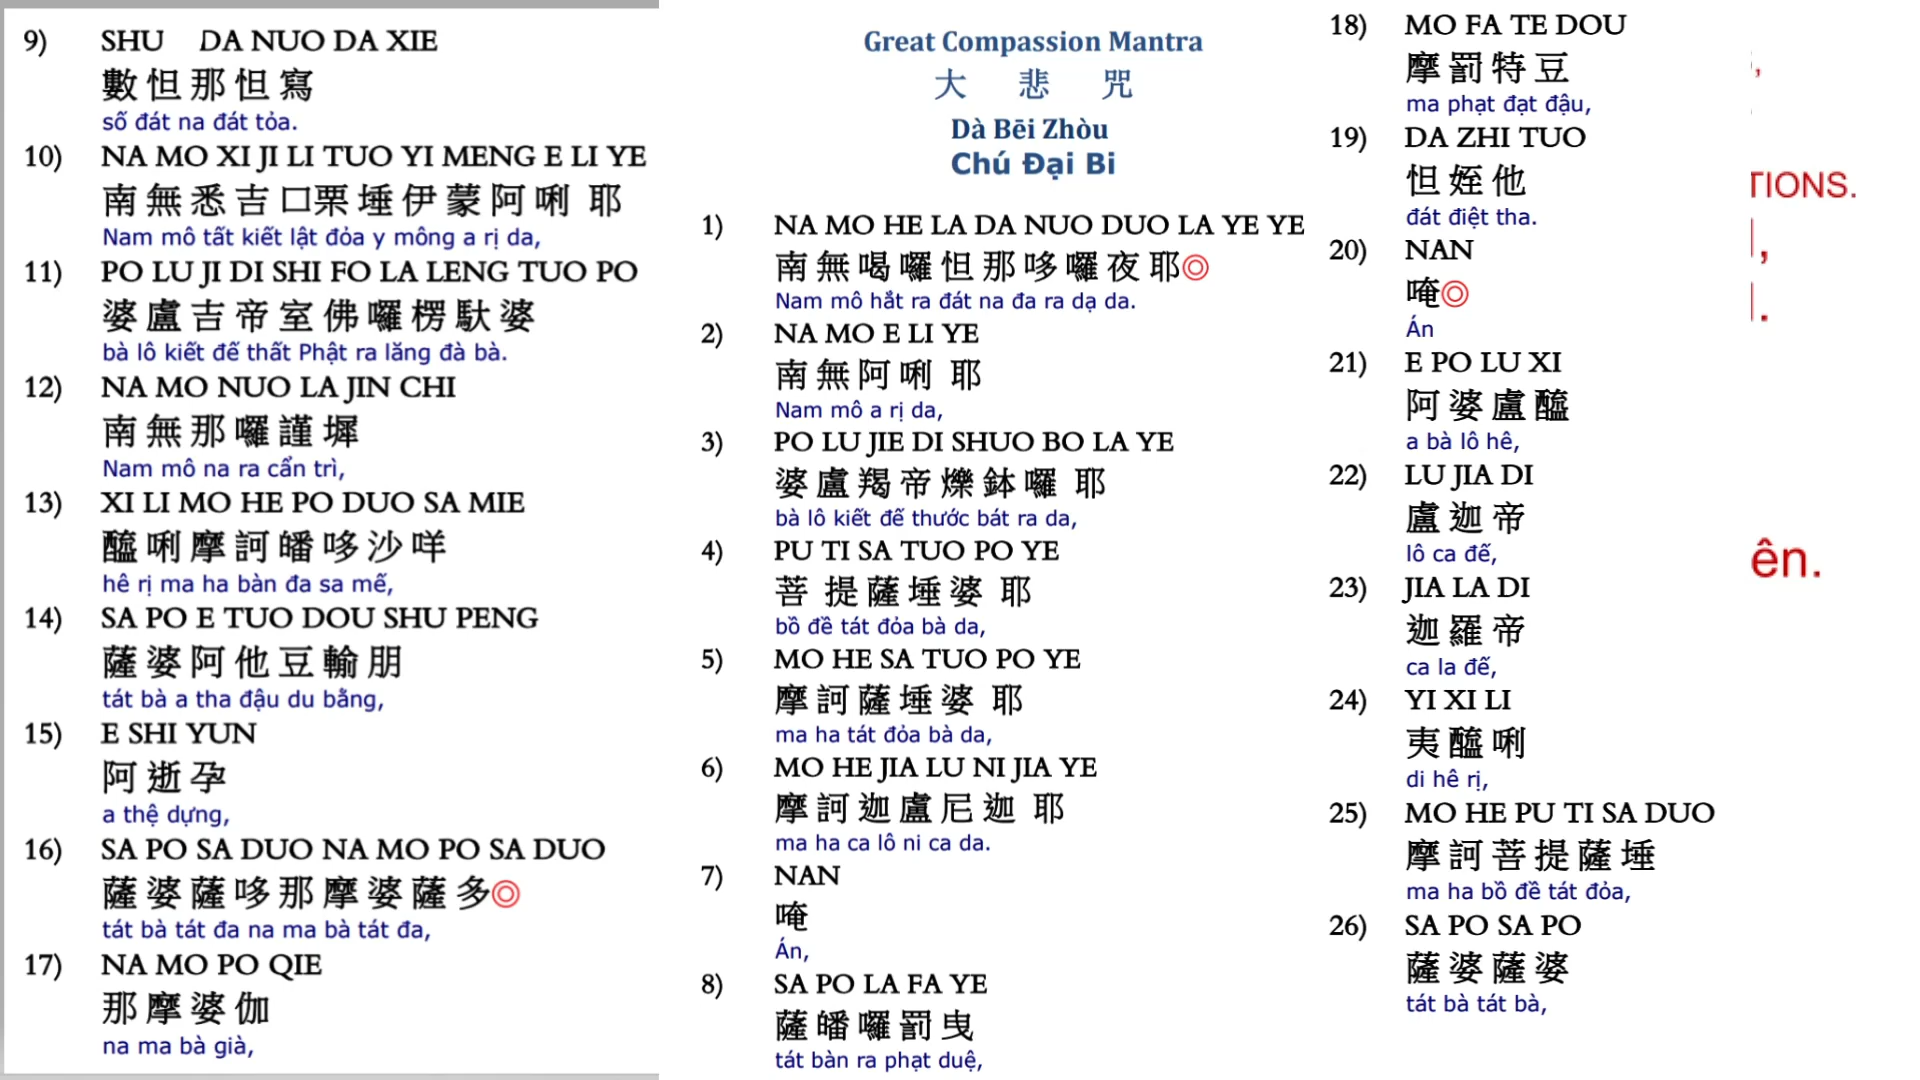 9) SHU DA NUO DA XIE
數 怛 那 怛 寫
số đát na đát tỏa.
10) NA MO XI JI LI TUO YI MENG E LI YE
南 無 悉 吉 口栗 埵 伊 蒙 阿 唎 耶
Nam mô tất kiết lật đỏa y mông a rị da,
11) PO LU JI DI SHI FO LA LENG TUO PO
婆 盧 吉 帝 室 佛 囉 楞 馱 婆
bà lô kiết đế thất Phật ra lăng đà bà.
12) NA MO NUO LA JIN CHI
南 無 那 囉 謹 墀
Nam mô na ra cẩn trì,
13) XI LI MO HE PO DUO SA MIE
醯 唎 摩 訶 皤 哆 沙 咩
hê rị ma ha bàn đa sa mế,
14) SA PO E TUO DOU SHU PENG
薩 婆 阿 他 豆 輸 朋
tát bà a tha đậu du bằng,
15) E SHI YUN
阿 逝 孕
a thệ dựng,
16) SA PO SA DUO NA MO PO SA DUO
薩 婆 薩 哆 那 摩 婆 薩 多◎
tát bà tát đa na ma bà tát đa,
17) NA MO PO QIE
那 摩 婆 伽
na ma bà già,
Great Compassion Mantra
大 悲 咒
Dà Bēi Zhòu
Chú Đại Bi
1) NA MO HE LA DA NUO DUO LA YE YE
南 無 喝 囉 怛 那 哆 囉 夜 耶◎
Nam mô hắt ra đát na đa ra dạ da.
2) NA MO E LI YE
南 無 阿 唎 耶
Nam mô a rị da,
3) PO LU JIE DI SHUO BO LA YE
婆 盧 羯 帝 爍 鉢 囉 耶
bà lô kiết đế thước bát ra da,
4) PU TI SA TUO PO YE
菩 提 薩 埵 婆 耶
bồ đề tát đỏa bà da,
5) MO HE SA TUO PO YE
摩 訶 薩 埵 婆 耶
ma ha tát đỏa bà da,
6) MO HE JIA LU NI JIA YE
摩 訶 迦 盧 尼 迦 耶
ma ha ca lô ni ca da.
7) NAN
唵
Án,
8) SA PO LA FA YE
薩 皤 囉 罰 曳
tát bàn ra phạt duệ,
18) MO FA TE DOU
摩 罰 特 豆
ma phạt đạt đậu,
19) DA ZHI TUO
怛 姪 他
đát điệt tha.
20) NAN
唵◎
Án
21) E PO LU XI
阿 婆 盧 醯
a bà lô hê,
22) LU JIA DI
盧 迦 帝
lô ca đế,
23) JIA LA DI
迦 羅 帝
ca la đế,
24) YI XI LI
夷 醯 唎
di hê rị,
25) MO HE PU TI SA DUO
摩 訶 菩 提 薩 埵
ma ha bồ đề tát đỏa,
26) SA PO SA PO
薩 婆 薩 婆
tát bà tát bà,
TIONS.
ên.